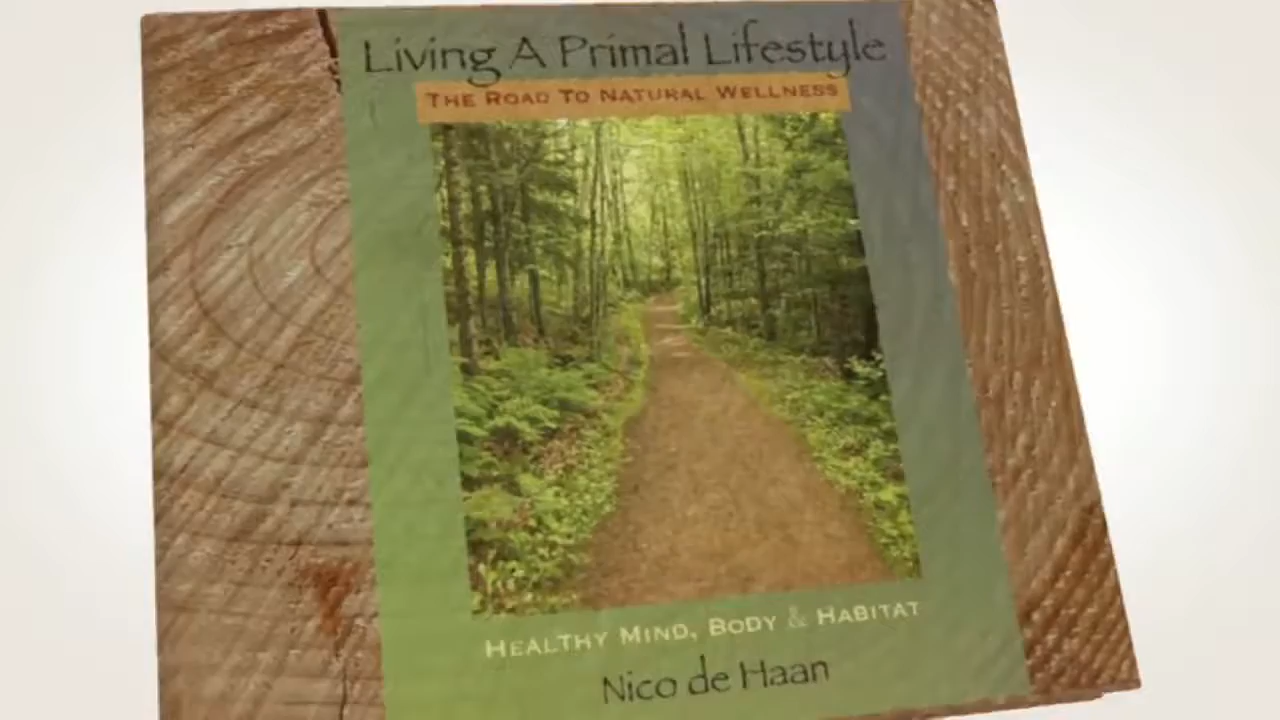 Living A Primal Lifestyle
THE ROAD TO NATURAL WELLNESS
HEALTHY MIND, BODY & HABITAT
Nico de Haan